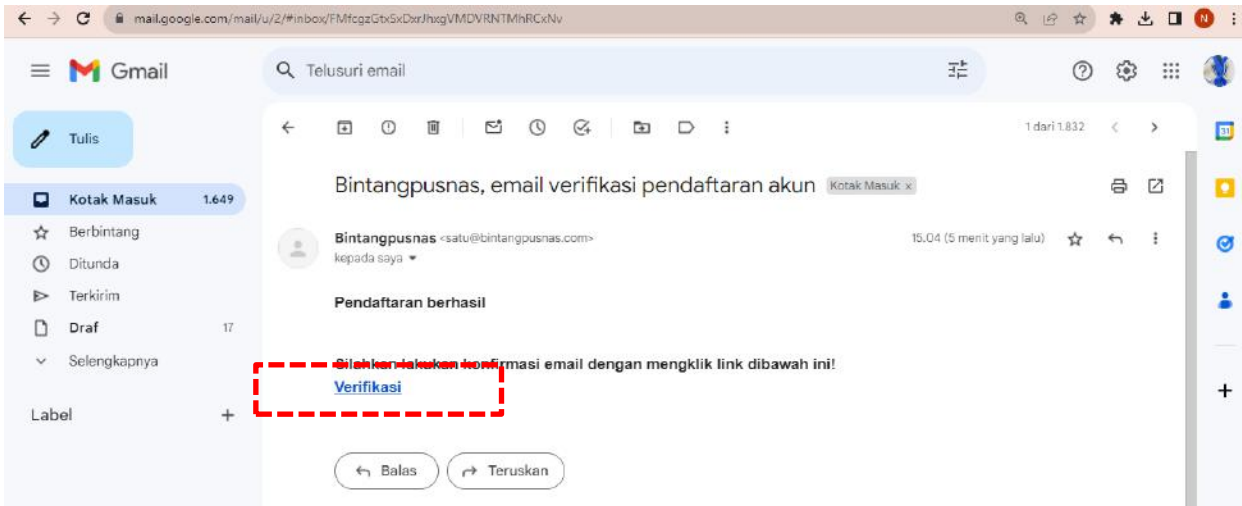 mail.google.com/mail/u/2/#inbox/FMfcgzGtxSxDxrJhxgVMDVRNTMhRCxNv
N
Gmail
Telusuri email
Tulis
1 dari 1.832
31
Bintangpusnas, email verifikasi pendaftaran akun Kotak Masuk x
Kotak Masuk 1.649
Berbintang
Bintangpusnas <satu@bintangpusnas.com> 15.04 (5 menit yang lalu)
kepada saya
Ditunda
Terkirim
Pendaftaran berhasil
Draf 17
Selengkapnya
Silahkan lakukan konfirmasi email dengan mengklik link dibawah ini!
Verifikasi
Label
Balas Teruskan